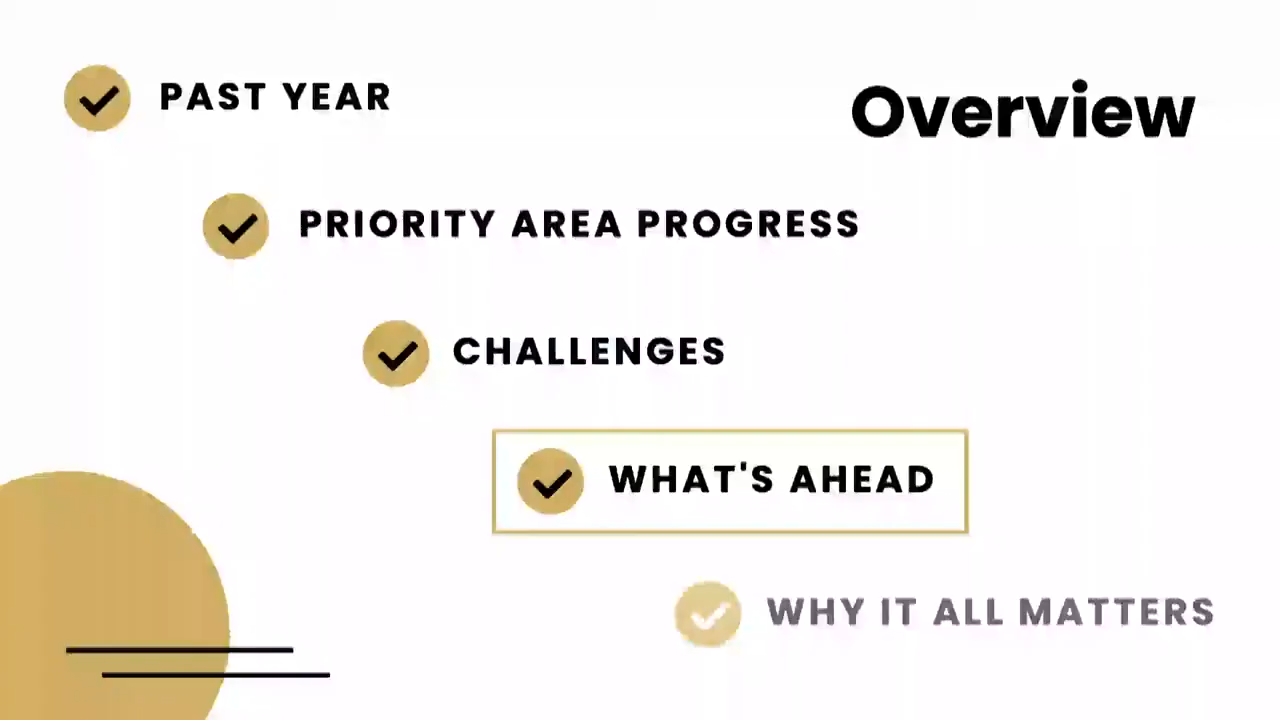 Overview
PAST YEAR
PRIORITY AREA PROGRESS
CHALLENGES
WHAT'S AHEAD
WHY IT ALL MATTERS